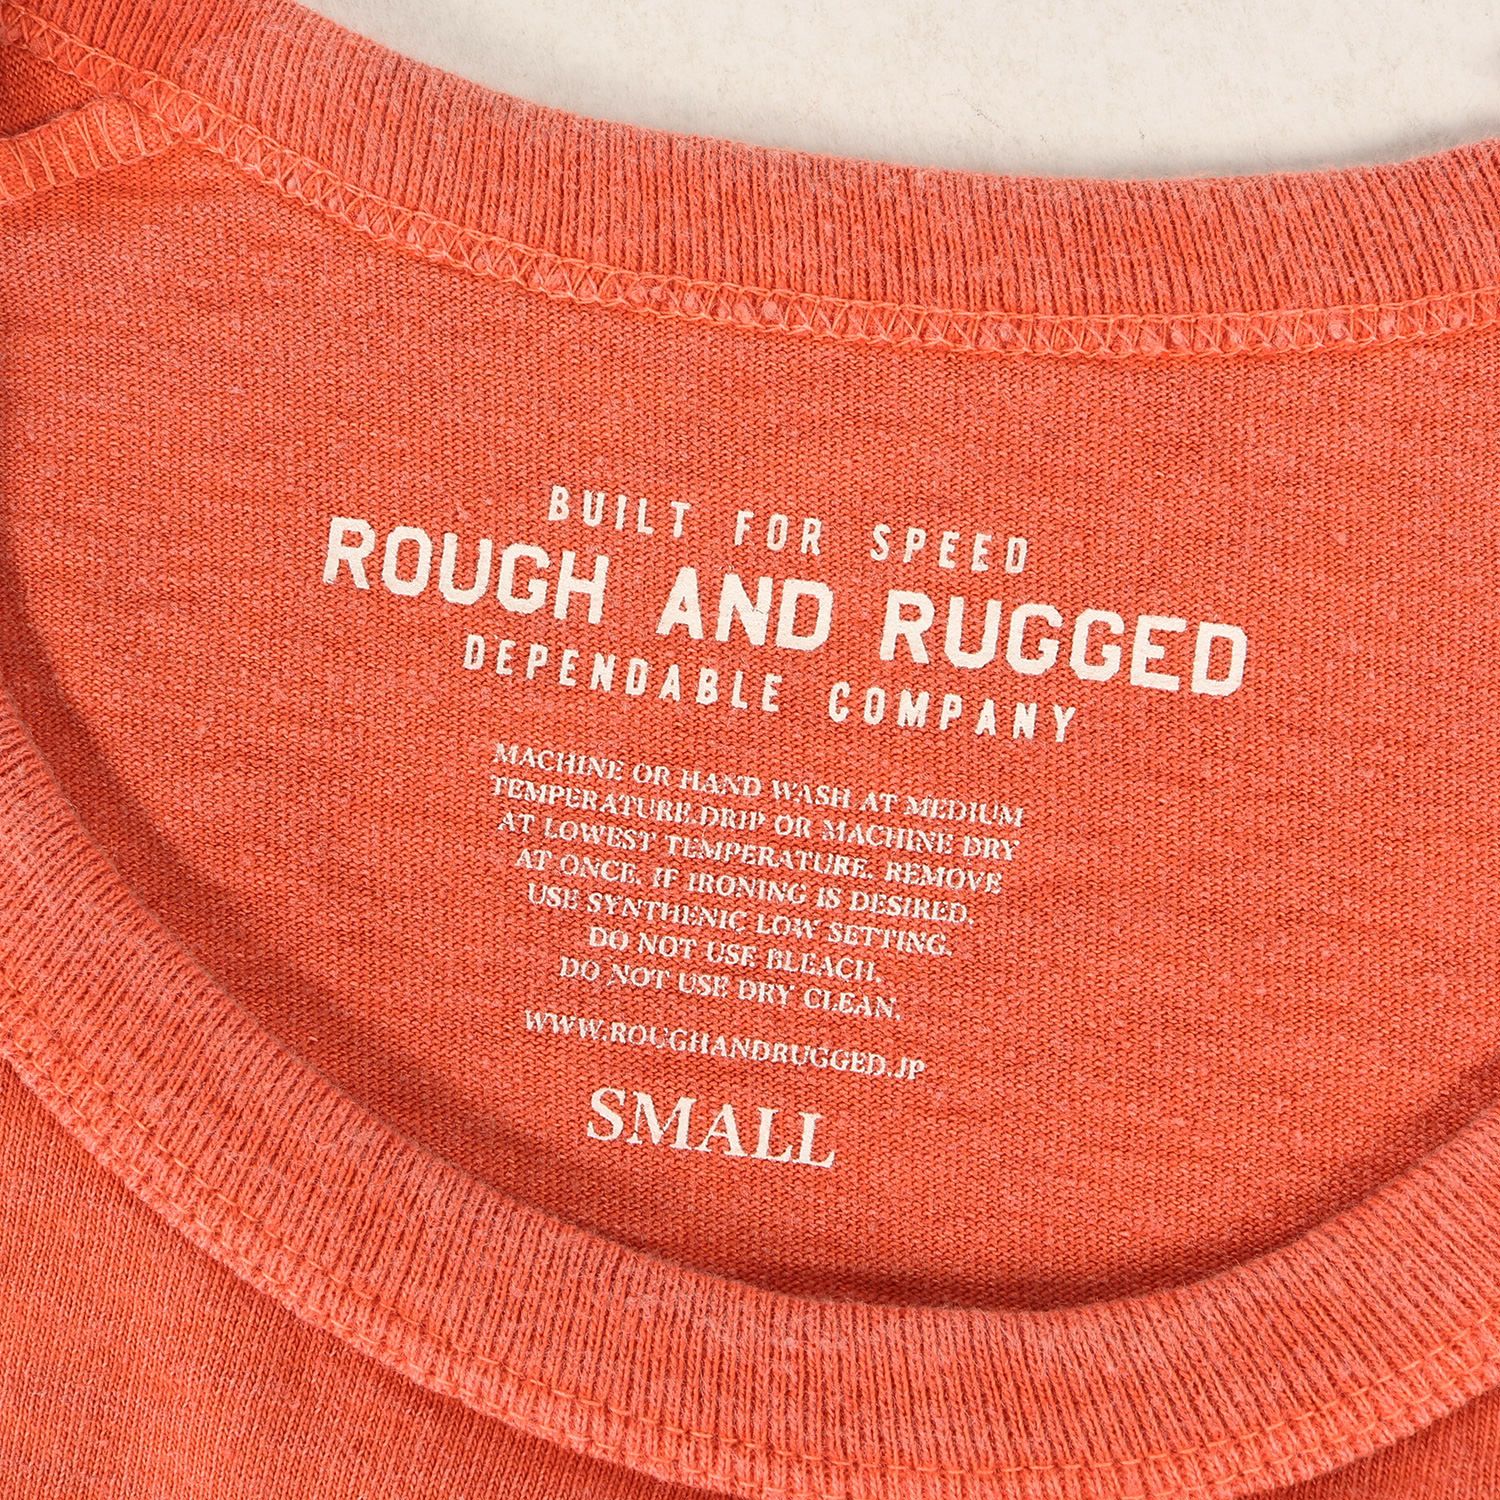 BUILT FOR SPEED
ROUGH AND RUGGED
DEPENDABLE COMPANY
MACHINE OR HAND WASH AT MEDIUM
TEMPERATURE.DRIP OR MACHINE DRY
AT LOWEST TEMPERATURE. REMOVE
AT ONCE. IF IRONING IS DESIRED.
USE SYNTHENIC LOW SETTING.
DO NOT USE BLEACH.
DO NOT USE DRY CLEAN.
WWW.ROUGHANDRUGGED.JP
SMALL